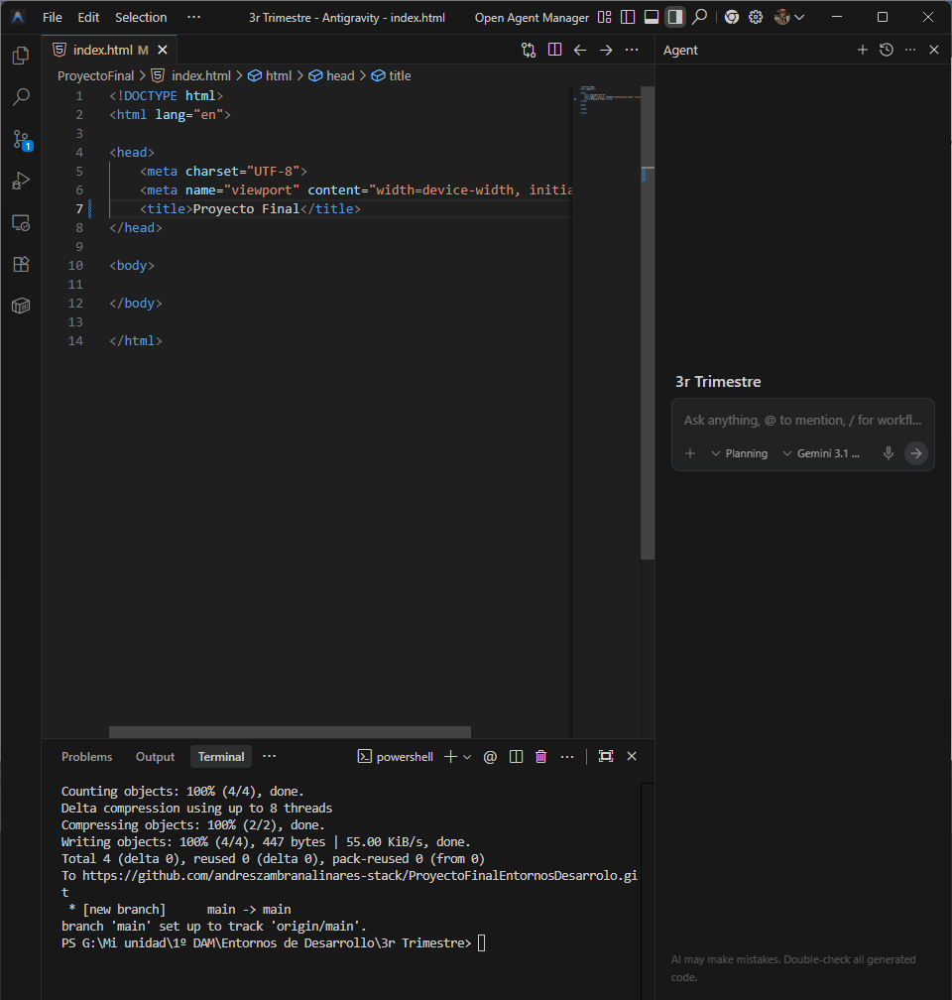 File Edit Selection ··· 3r Trimestre - Antigravity - index.html Open Agent Manager
index.html M
Agent
ProyectoFinal > index.html > html > head > title
1 <!DOCTYPE html>
2 <html lang="en">
3
4 <head>
5 <meta charset="UTF-8">
6 <meta name="viewport" content="width=device-width, initia
7 <title>Proyecto Final</title>
8 </head>
9
10 <body>
11
12 </body>
13
14 </html>
1
3r Trimestre
Ask anything, @ to mention, / for workfl...
Planning Gemini 3.1 ...
Problems Output Terminal ··· powershell
Counting objects: 100% (4/4), done.
Delta compression using up to 8 threads
Compressing objects: 100% (2/2), done.
Writing objects: 100% (4/4), 447 bytes | 55.00 KiB/s, done.
Total 4 (delta 0), reused 0 (delta 0), pack-reused 0 (from 0)
To https://github.com/andreszambranalinares-stack/ProyectoFinalEntornosDesarrolo.gi
t
* [new branch] main -> main
branch 'main' set up to track 'origin/main'.
PS G:\Mi unidad\1º DAM\Entornos de Desarrollo\3r Trimestre>
AI may make mistakes. Double-check all generated
code.